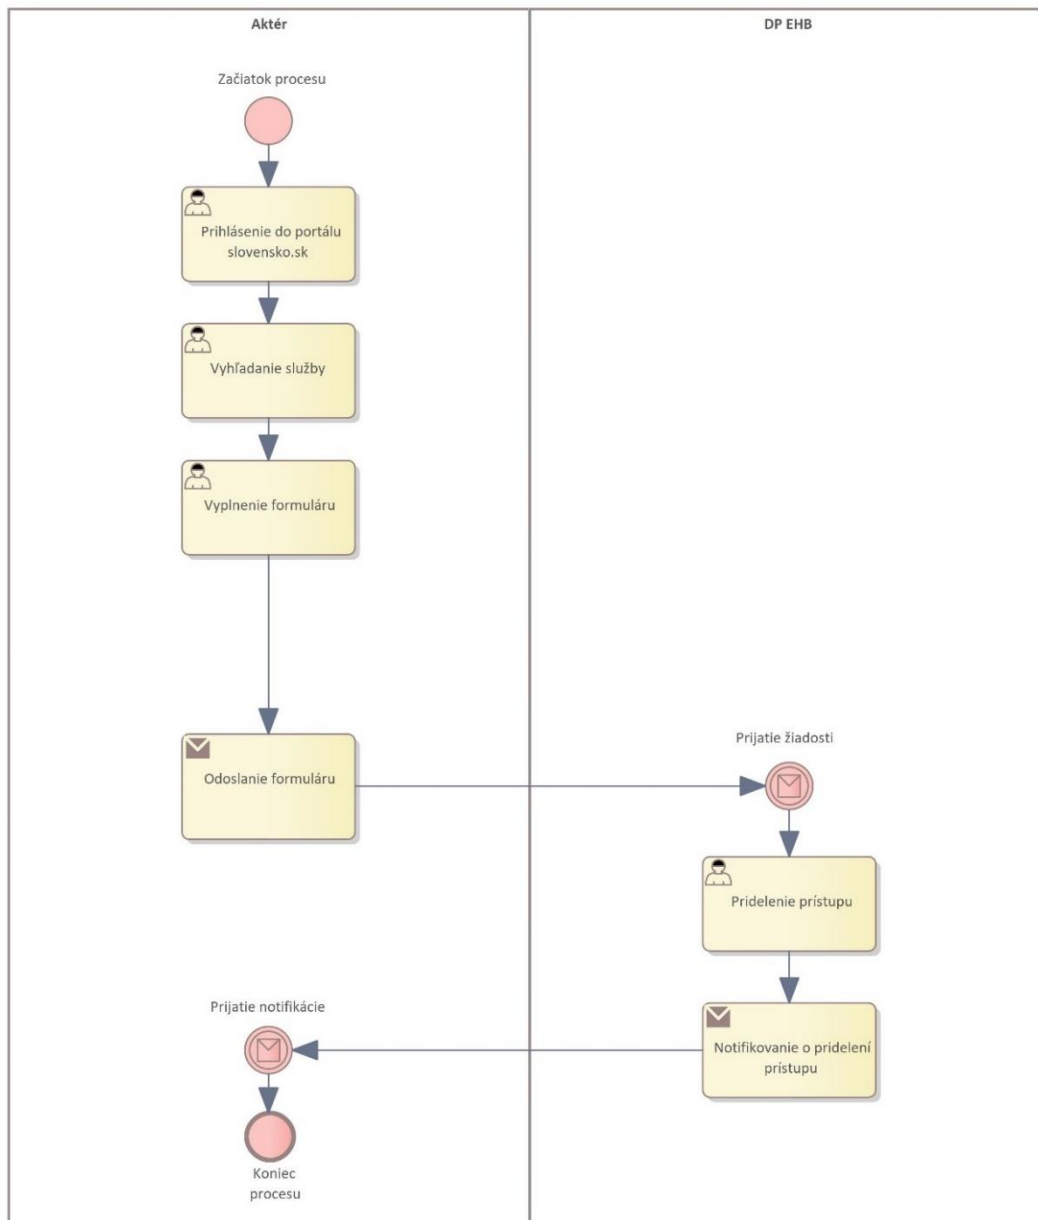 Aktér
DP EHB
Začiatok procesu
Prihlásenie do portálu
slovensko.sk
Vyhľadanie služby
Vyplnenie formuláru
Odoslanie formuláru
Prijatie žiadosti
Pridelenie prístupu
Notifikovanie o pridelení
prístupu
Prijatie notifikácie
Koniec
procesu